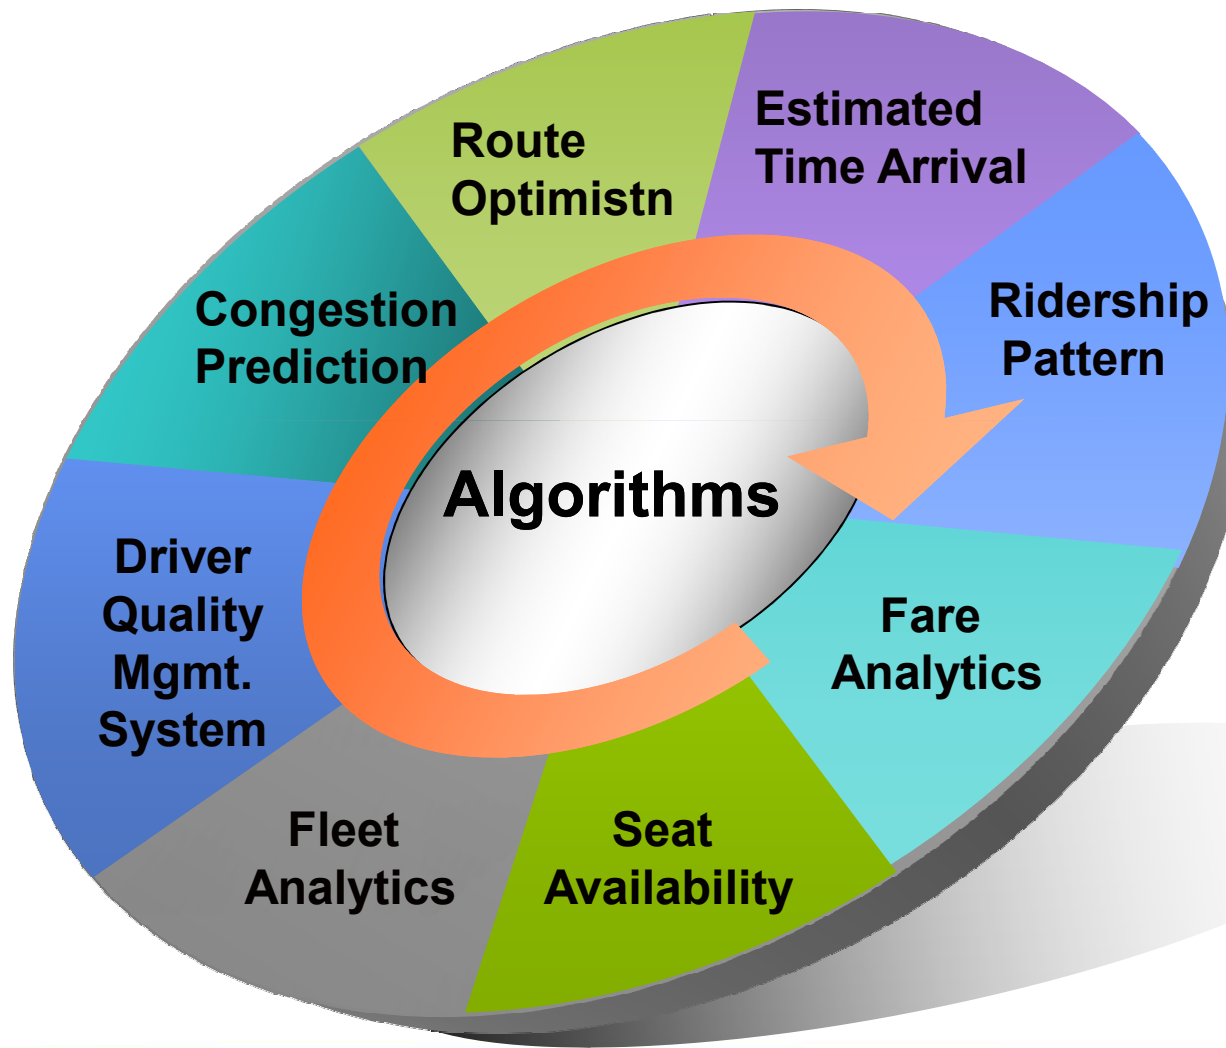 Estimated
Time Arrival
Route
Optimistn
Ridership
Pattern
Congestion
Prediction
Algorithms
Driver
Quality
Mgmt.
System
Fare
Analytics
Fleet
Analytics
Seat
Availability